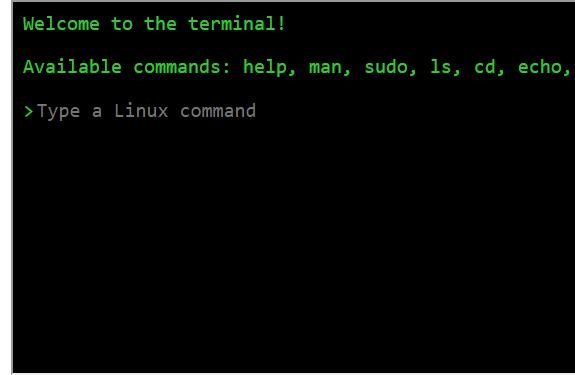 Welcome to the terminal!
Available commands: help, man, sudo, ls, cd, echo,
>Type a Linux command